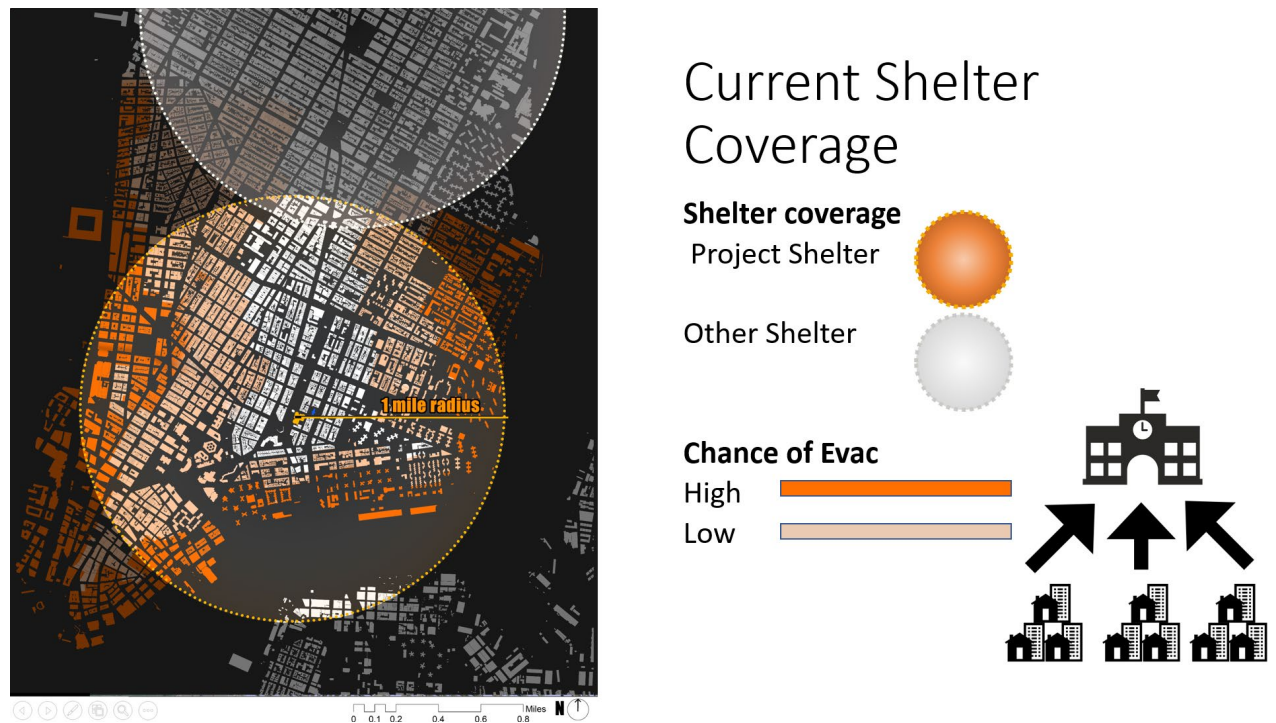 Current Shelter
Coverage
Shelter coverage
Project Shelter
Other Shelter
Chance of Evac
High
Low
1 mile radius
Miles
N
0 0.1 0.2 0.4 0.6 0.8